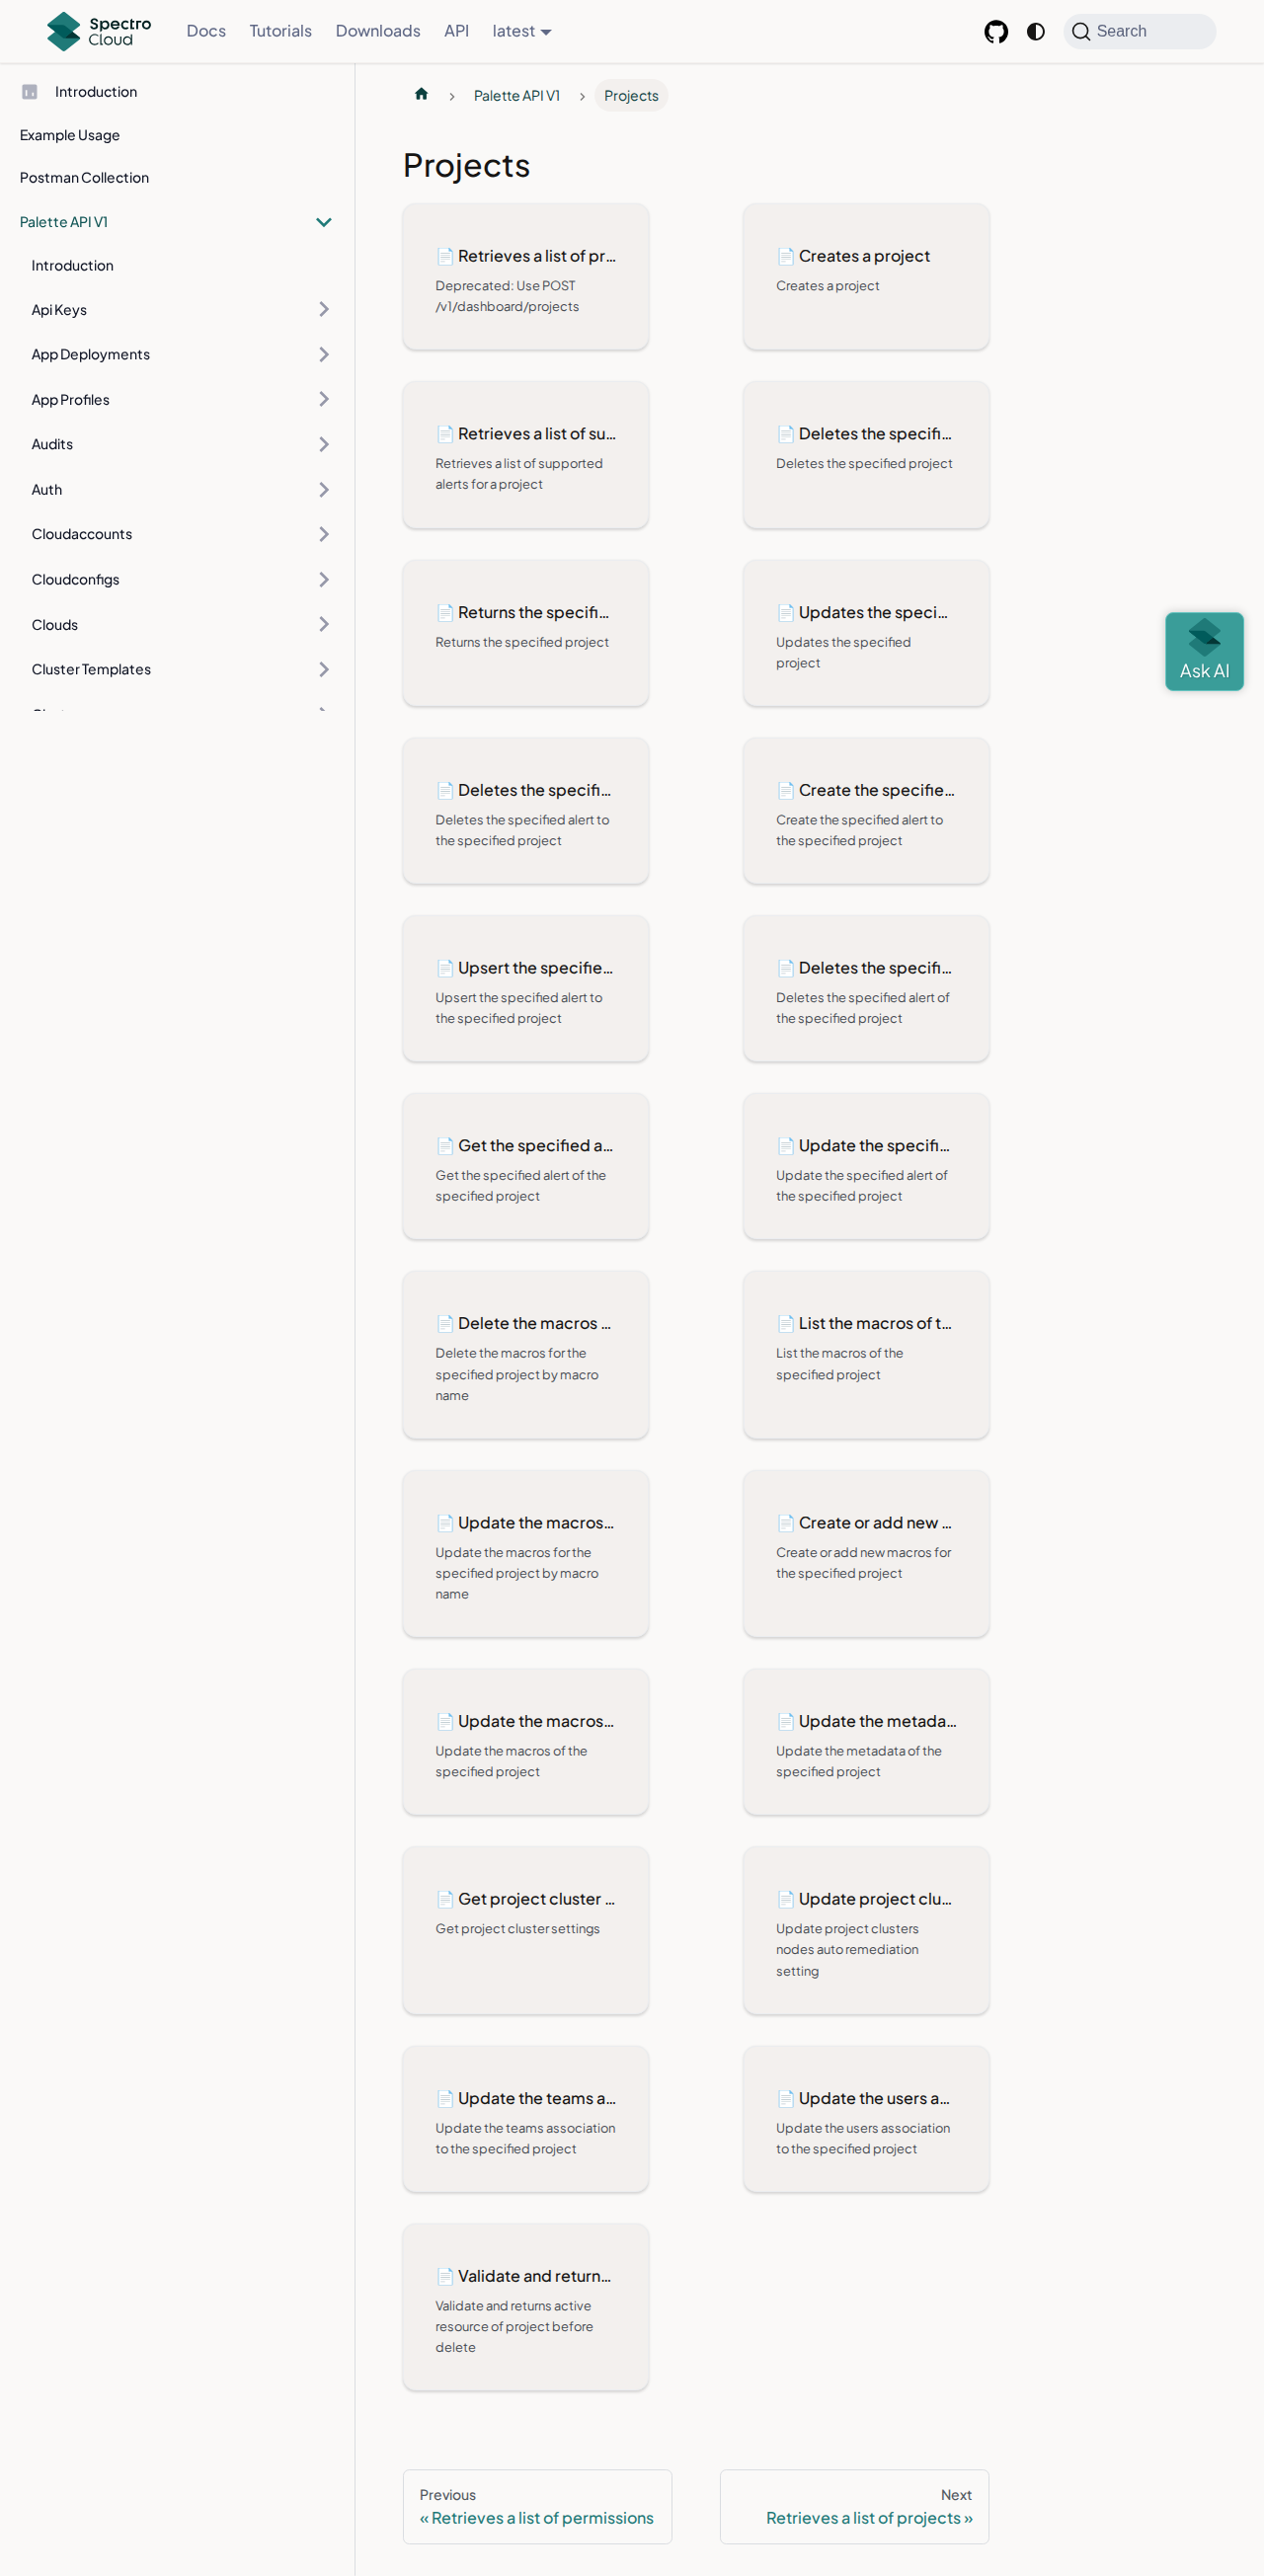 Spectro
Cloud
Docs
Tutorials
Downloads
API
latest
Search
Introduction
Example Usage
Postman Collection
Palette API V1
Introduction
Api Keys
App Deployments
App Profiles
Audits
Auth
Cloudaccounts
Cloudconfigs
Clouds
Cluster Templates
Palette API V1
Projects
Projects
Retrieves a list of pr...
Deprecated: Use POST
/v1/dashboard/projects
Creates a project
Creates a project
Retrieves a list of su...
Retrieves a list of supported
alerts for a project
Deletes the specifi...
Deletes the specified project
Returns the specifi...
Returns the specified project
Updates the speci...
Updates the specified
project
Deletes the specifi...
Deletes the specified alert to
the specified project
Create the specifie...
Create the specified alert to
the specified project
Upsert the specifie...
Upsert the specified alert to
the specified project
Deletes the specifi...
Deletes the specified alert of
the specified project
Get the specified a...
Get the specified alert of the
specified project
Update the specifi...
Update the specified alert of
the specified project
Delete the macros ...
Delete the macros for the
specified project by macro
name
List the macros of t...
List the macros of the
specified project
Update the macros...
Update the macros for the
specified project by macro
name
Create or add new ...
Create or add new macros for
the specified project
Update the macros...
Update the macros of the
specified project
Update the metada...
Update the metadata of the
specified project
Get project cluster ...
Get project cluster settings
Update project clu...
Update project clusters
nodes auto remediation
setting
Update the teams a...
Update the teams association
to the specified project
Update the users a...
Update the users association
to the specified project
Validate and return...
Validate and returns active
resource of project before
delete
Ask AI
Previous
« Retrieves a list of permissions
Next
Retrieves a list of projects »